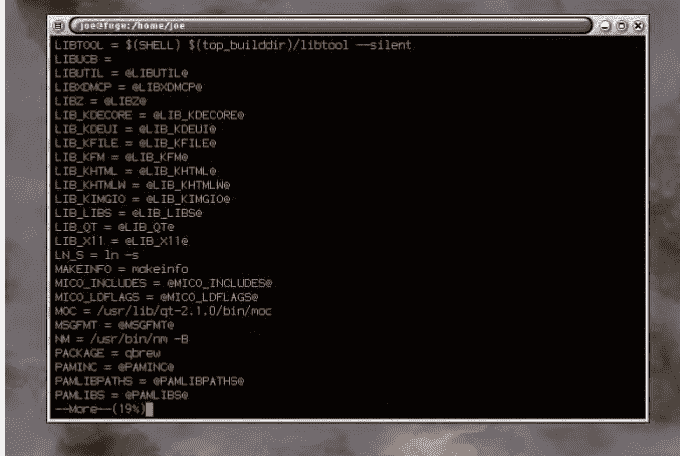 joe@fuge:/home/joe
LIBTOOL = $(SHELL) $(top_builddir)/libtool --silent
LIBUCB =
LIBUTIL = @LIBUTIL@
LIBXDMCP = @LIBXDMCP@
LIBZ = @LIBZ@
LIB_KDECORE = @LIB_KDECORE@
LIB_KDEUI = @LIB_KDEUI@
LIB_KFILE = @LIB_KFILE@
LIB_KFM = @LIB_KFM@
LIB_KHTML = @LIB_KHTML@
LIB_KHTMLW = @LIB_KHTMLW@
LIB_KIMGIO = @LIB_KIMGIO@
LIB_LIBS = @LIB_LIBS@
LIB_QT = @LIB_QT@
LIB_X11 = @LIB_X11@
LN_S = ln -s
MAKEINFO = makeinfo
MICO_INCLUDES = @MICO_INCLUDES@
MICO_LDFLAGS = @MICO_LDFLAGS@
MOC = /usr/lib/qt-2.1.0/bin/moc
MSGFMT = @MSGFMT@
NM = /usr/bin/nm -B
PACKAGE = qbrew
PAMINC = @PAMINC@
PAMLIBPATHS = @PAMLIBPATHS@
PAMLIBS = @PAMLIBS@
--More--(19%)